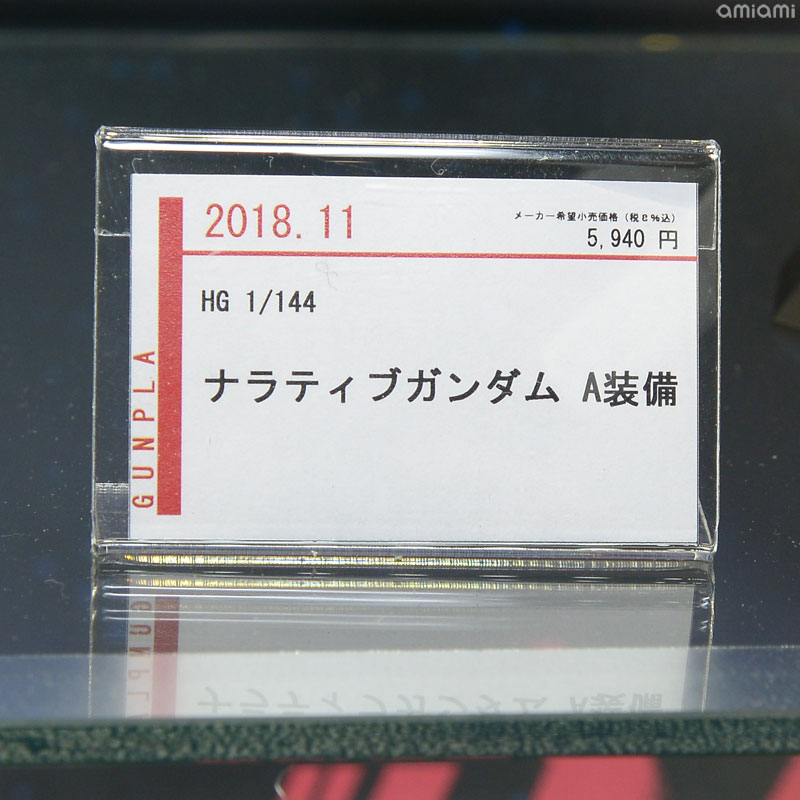 amiami
2018.11
メーカー希望小売価格（税8%込）
5,940 円
HG 1/144
ナラティブガンダム A装備
GUNPLA